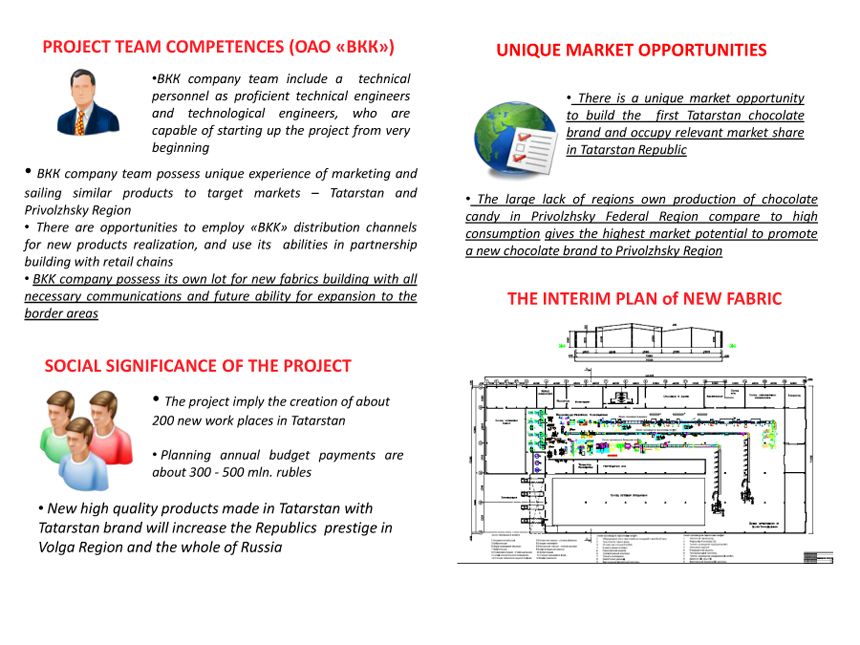 PROJECT TEAM COMPETENCES (ОАО «ВКК»)
•ВКК company team include a technical
personnel as proficient technical engineers
and technological engineers, who are
capable of starting up the project from very
beginning
• ВКК company team possess unique experience of marketing and
sailing similar products to target markets – Tatarstan and
Privolzhsky Region
• There are opportunities to employ «ВКК» distribution channels
for new products realization, and use its abilities in partnership
building with retail chains
• ВКК company possess its own lot for new fabrics building with all
necessary communications and future ability for expansion to the
border areas
SOCIAL SIGNIFICANCE OF THE PROJECT
• The project imply the creation of about
200 new work places in Tatarstan
• Planning annual budget payments are
about 300 - 500 mln. rubles
• New high quality products made in Tatarstan with
Tatarstan brand will increase the Republics prestige in
Volga Region and the whole of Russia
UNIQUE MARKET OPPORTUNITIES
• There is a unique market opportunity
to build the first Tatarstan chocolate
brand and occupy relevant market share
in Tatarstan Republic
• The large lack of regions own production of chocolate
candy in Privolzhsky Federal Region compare to high
consumption gives the highest market potential to promote
a new chocolate brand to Privolzhsky Region
THE INTERIM PLAN of NEW FABRIC